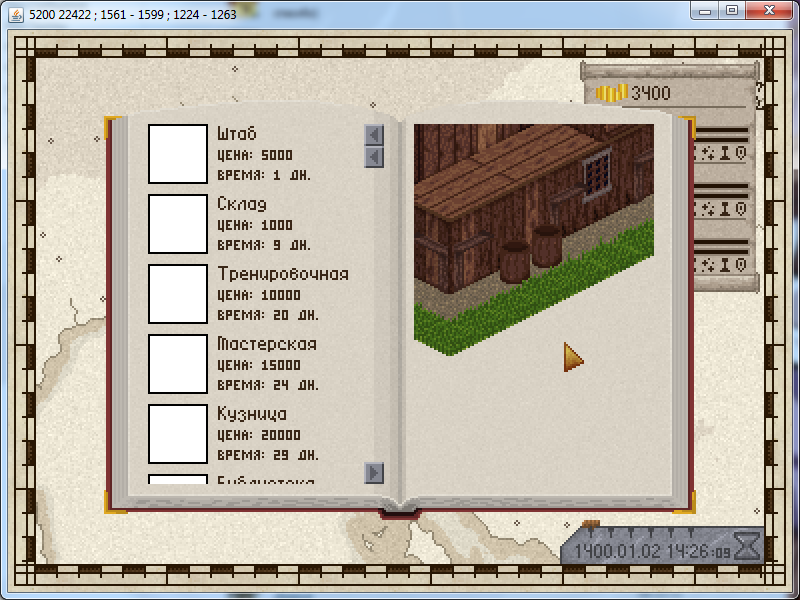 5200 22422 ; 1561 - 1599 ; 1224 - 1263
3400
Штаб
ЦЕНА: 5000
ВРЕМЯ: 1 ДН.
Склад
ЦЕНА: 1000
ВРЕМЯ: 9 ДН.
Тренировочная
ЦЕНА: 10000
ВРЕМЯ: 20 ДН.
Мастерская
ЦЕНА: 15000
ВРЕМЯ: 24 ДН.
Кузница
ЦЕНА: 20000
ВРЕМЯ: 29 ДН.
Библиотека
1400.01.02 14:26:09